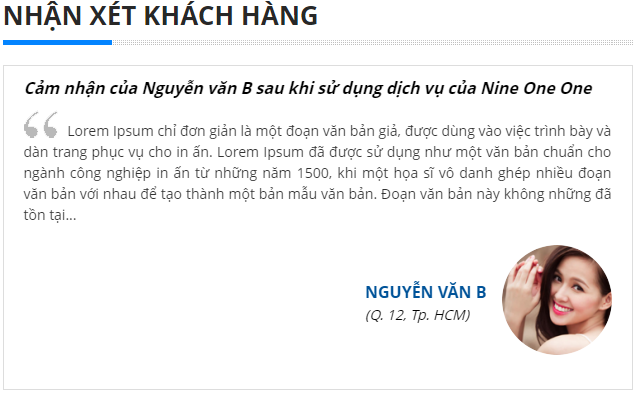 NHẬN XÉT KHÁCH HÀNG
Cảm nhận của Nguyễn văn B sau khi sử dụng dịch vụ của Nine One One
Lorem Ipsum chỉ đơn giản là một đoạn văn bản giả, được dùng vào việc trình bày và
dàn trang phục vụ cho in ấn. Lorem Ipsum đã được sử dụng như một văn bản chuẩn cho
ngành công nghiệp in ấn từ những năm 1500, khi một họa sĩ vô danh ghép nhiều đoạn
văn bản với nhau để tạo thành một bản mẫu văn bản. Đoạn văn bản này không những đã
tồn tại...
NGUYỄN VĂN B
(Q. 12, Tp. HCM)